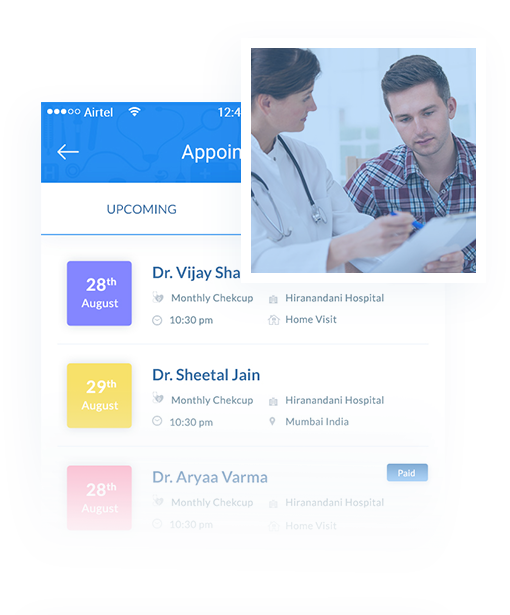 Airtel 12:4
Appoin
UPCOMING
28th
August
Dr. Vijay Sha
Monthly Chekcup
Hiranandani Hospital
10:30 pm
Home Visit
29th
August
Dr. Sheetal Jain
Monthly Chekcup
Hiranandani Hospital
10:30 pm
Mumbai India
28th
August
Dr. Aryaa Varma
Paid
Monthly Chekcup
Hiranandani Hospital
10:30 pm
Home Visit